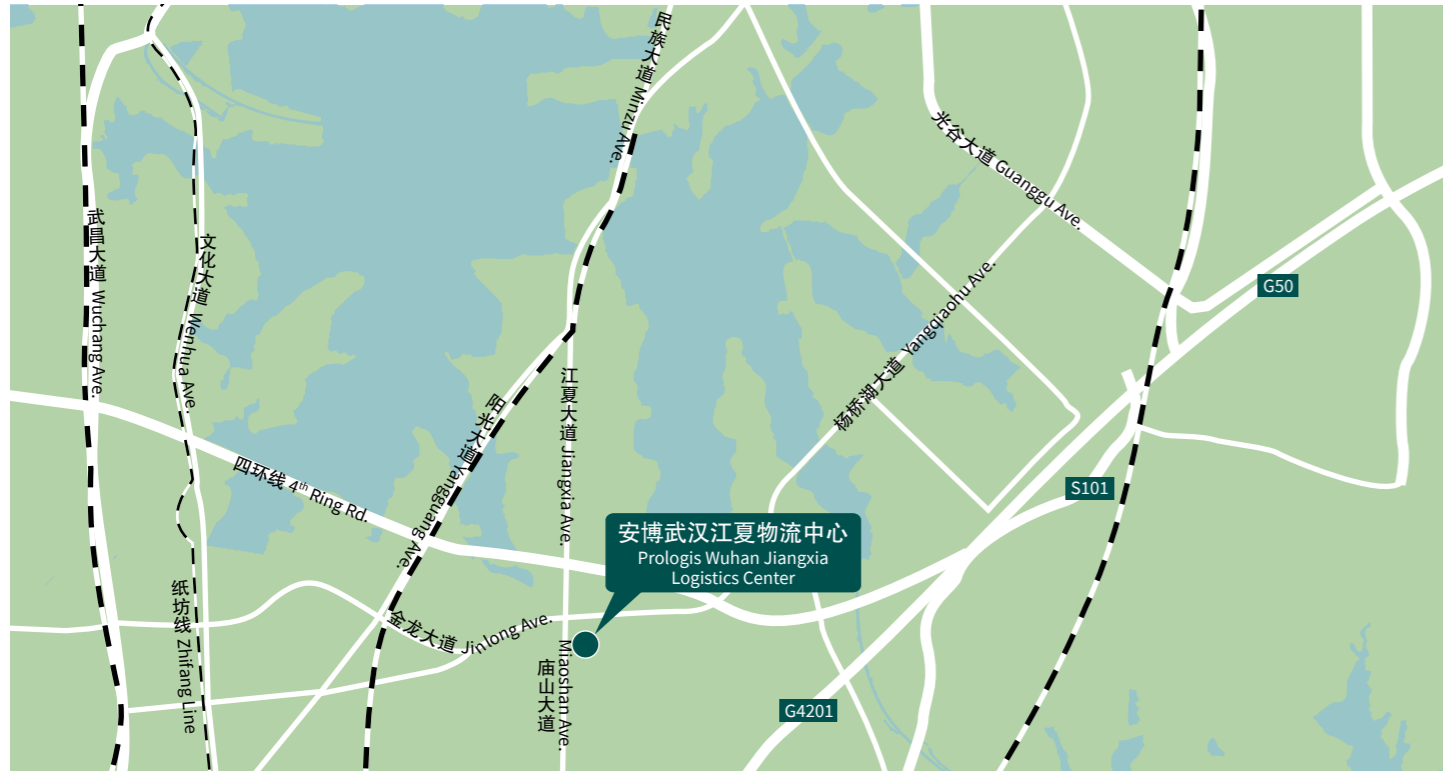 民族大道 Minzu Ave.
光谷大道 Guanggu Ave.
武昌大道 Wuchang Ave.
文化大道 Wenhua Ave.
G50
杨桥湖大道 Yangqiaohu Ave.
江夏大道 Jiangxia Ave.
阳光大道 Yangguang Ave.
四环线 4th Ring Rd.
S101
安博武汉江夏物流中心
Prologis Wuhan Jiangxia
Logistics Center
纸坊线 Zhifang Line
金龙大道 Jinlong Ave.
庙山大道 Miaoshan Ave.
G4201